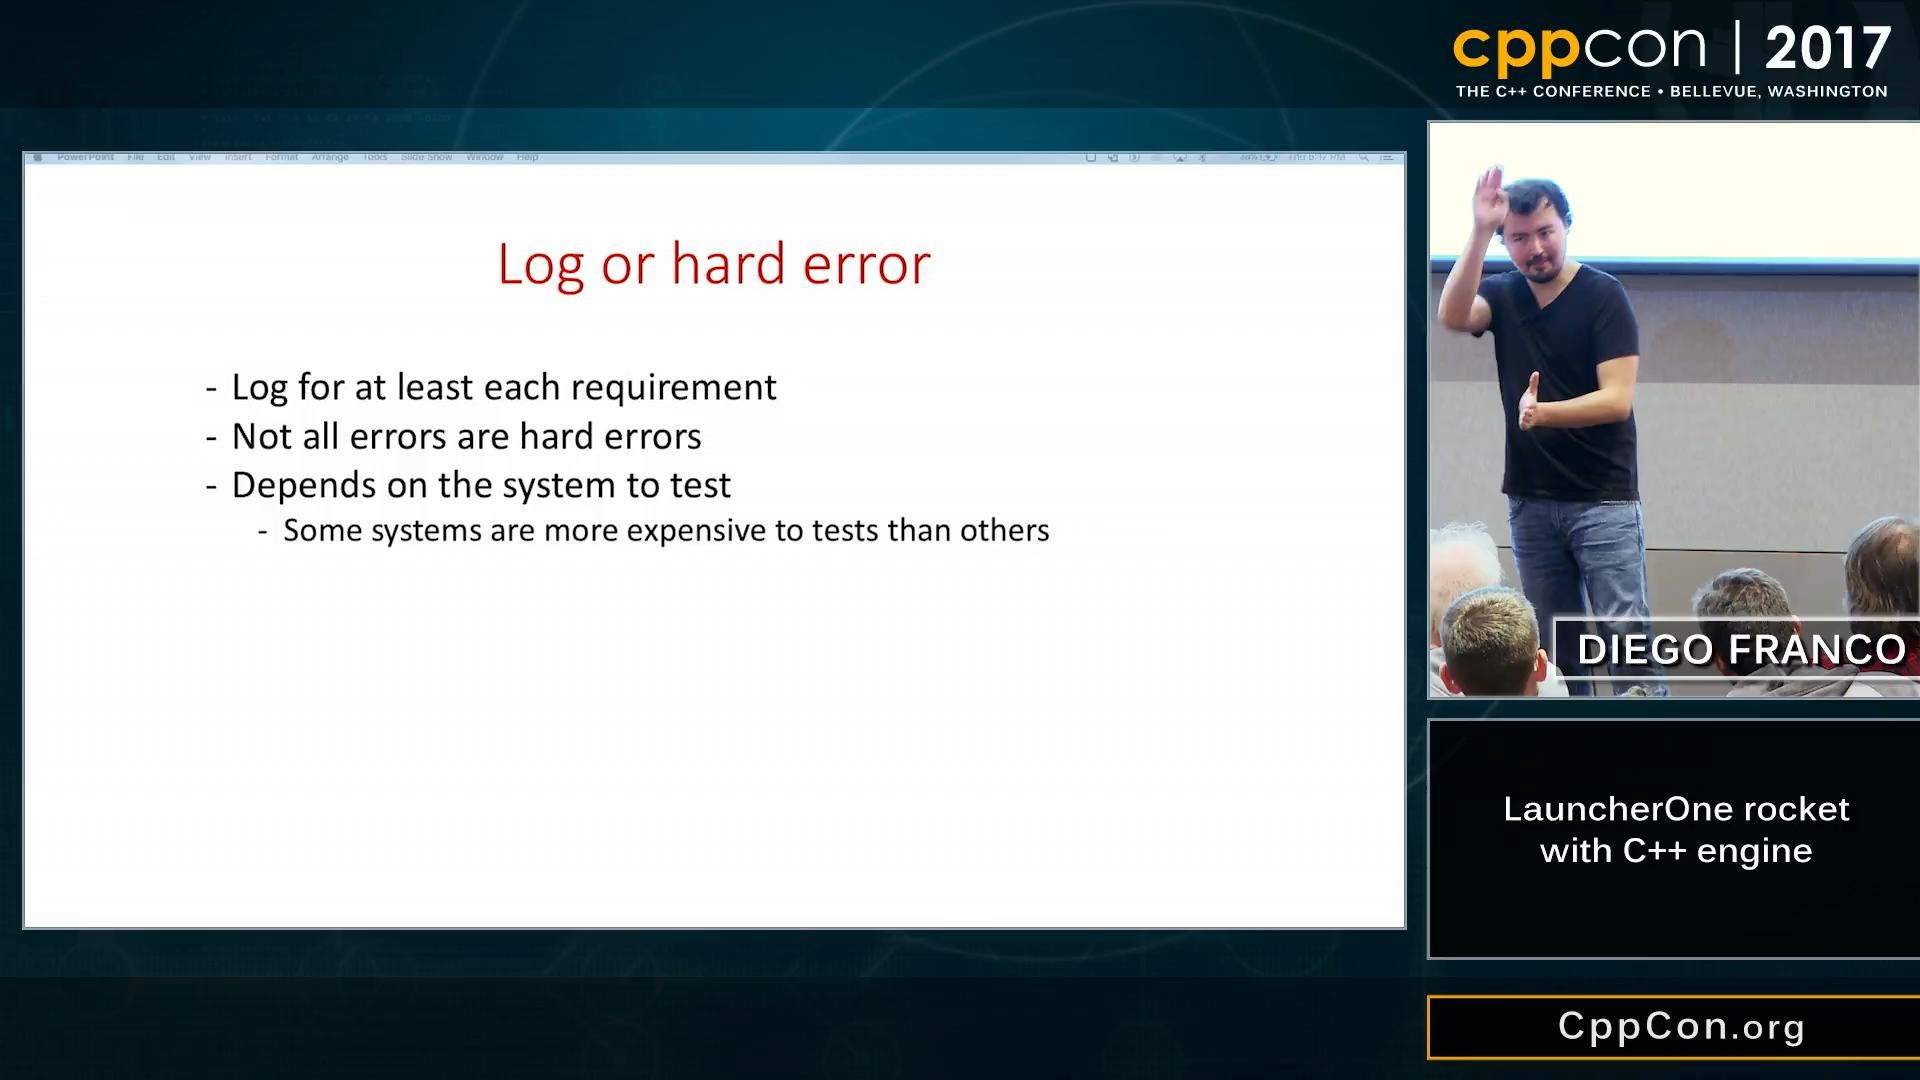 cppcon | 2017
THE C++ CONFERENCE • BELLEVUE, WASHINGTON
PowerPoint File Edit View Insert Format Arrange Tools Slide Show Window Help
Log or hard error
- Log for at least each requirement
- Not all errors are hard errors
- Depends on the system to test
- Some systems are more expensive to tests than others
DIEGO FRANCO
LauncherOne rocket
with C++ engine
CppCon.org